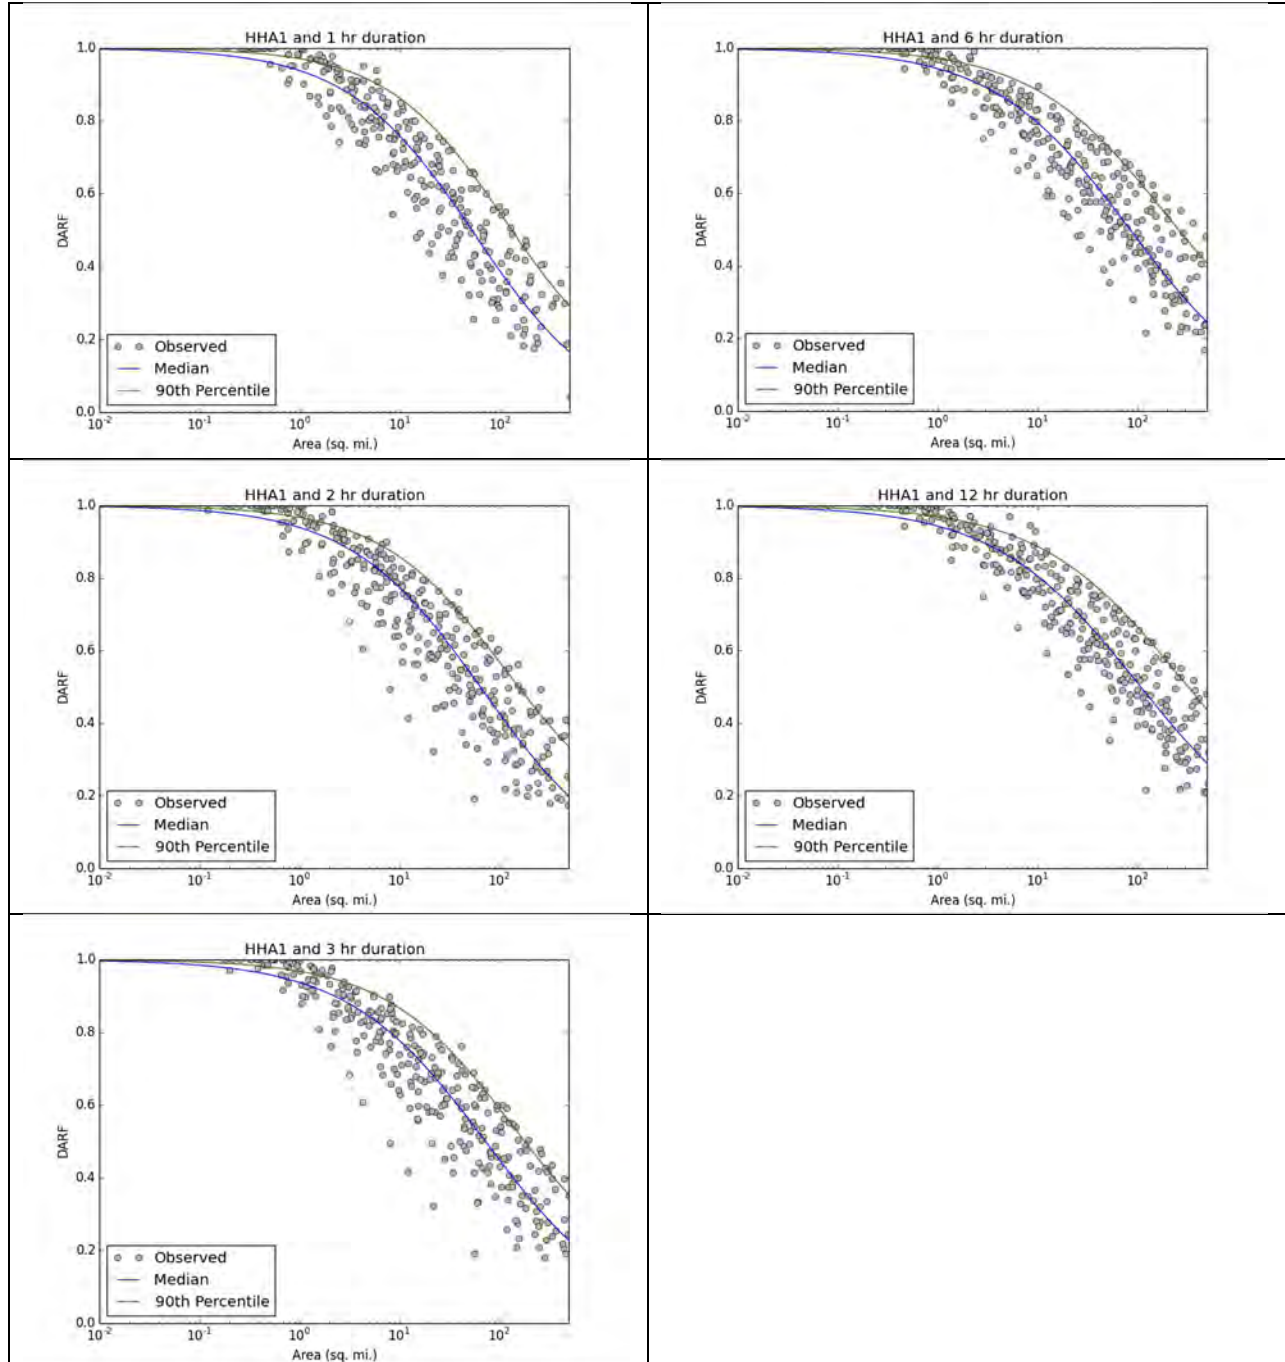 HHA1 and 1 hr duration
1.0
0.8
0.6
0.4
0.2
0.0
DARF
Observed
Median
90th Percentile
10⁻² 10⁻¹ 10⁰ 10¹ 10²
Area (sq. mi.)
HHA1 and 6 hr duration
1.0
0.8
0.6
0.4
0.2
0.0
DARF
Observed
Median
90th Percentile
10⁻² 10⁻¹ 10⁰ 10¹ 10²
Area (sq. mi.)
HHA1 and 2 hr duration
1.0
0.8
0.6
0.4
0.2
0.0
DARF
Observed
Median
90th Percentile
10⁻² 10⁻¹ 10⁰ 10¹ 10²
Area (sq. mi.)
HHA1 and 12 hr duration
1.0
0.8
0.6
0.4
0.2
0.0
DARF
Observed
Median
90th Percentile
10⁻² 10⁻¹ 10⁰ 10¹ 10²
Area (sq. mi.)
HHA1 and 3 hr duration
1.0
0.8
0.6
0.4
0.2
0.0
DARF
Observed
Median
90th Percentile
10⁻² 10⁻¹ 10⁰ 10¹ 10²
Area (sq. mi.)